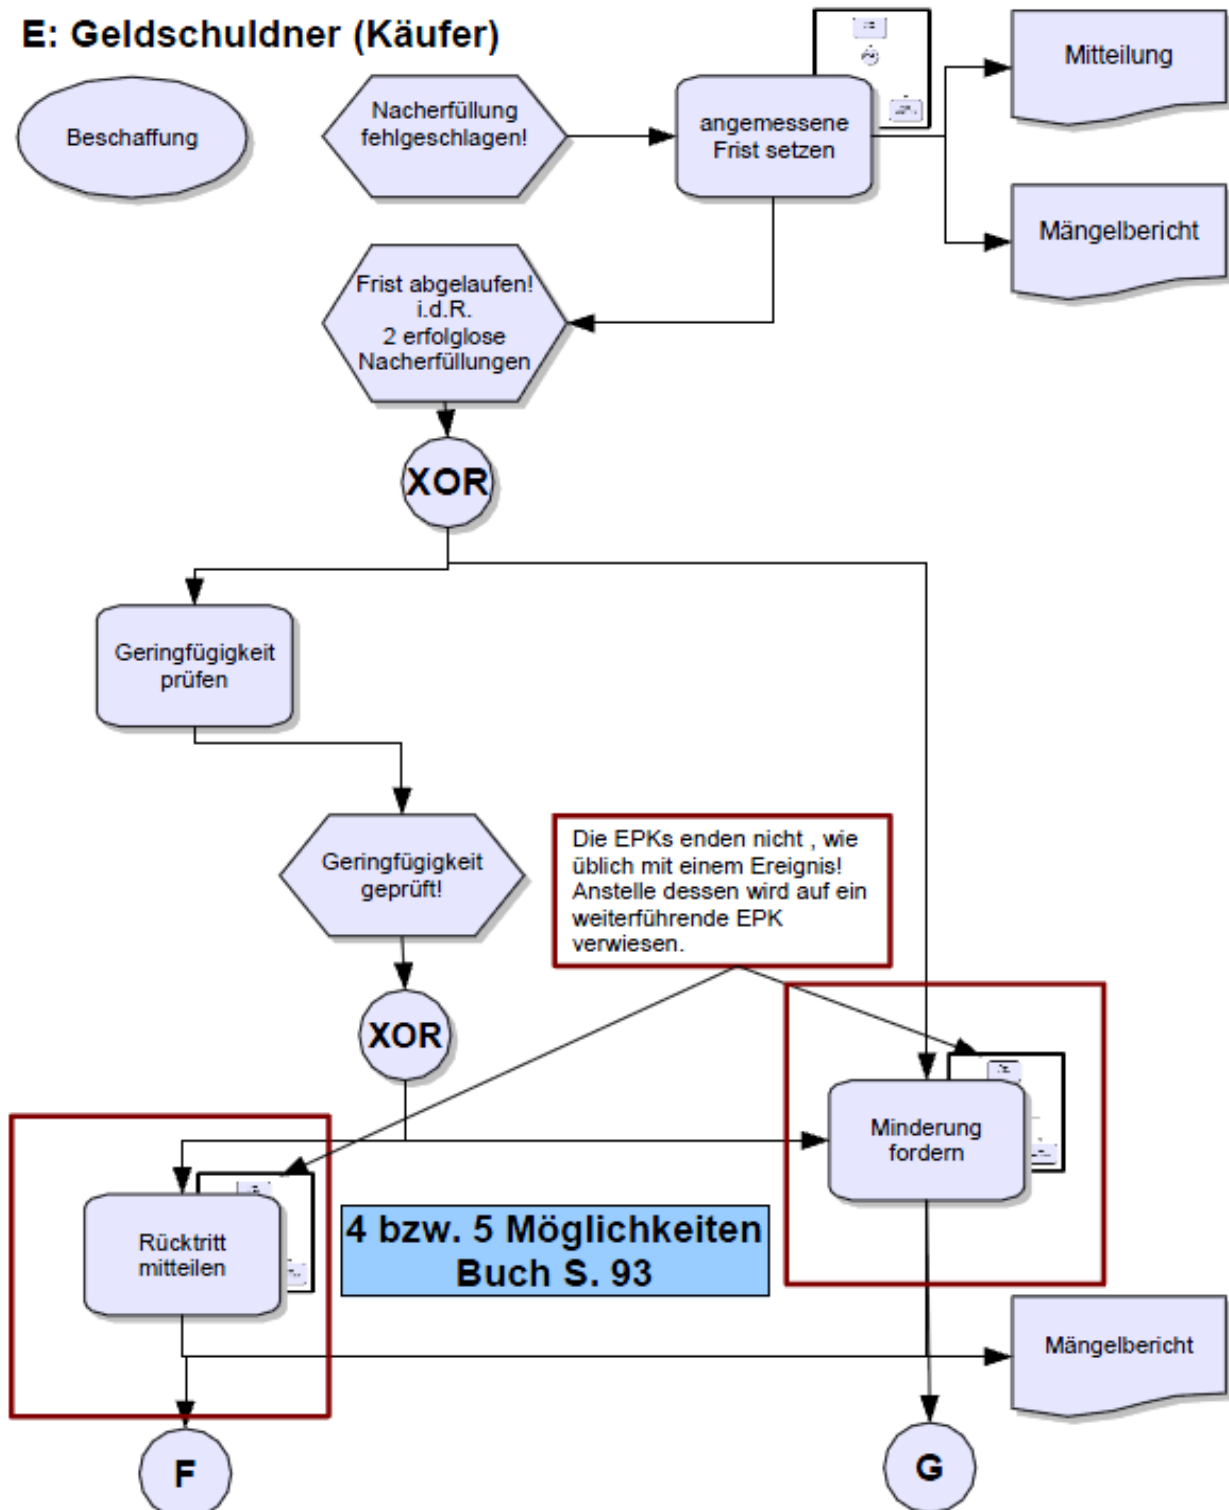 E: Geldschuldner (Käufer)
Beschaffung
Nacherfüllung
fehlgeschlagen!
angemessene
Frist setzen
Mitteilung
Mängelbericht
Frist abgelaufen!
i.d.R.
2 erfolglose
Nacherfüllungen
XOR
Geringfügigkeit
prüfen
Geringfügigkeit
geprüft!
Die EPKs enden nicht , wie
üblich mit einem Ereignis!
Anstelle dessen wird auf ein
weiterführende EPK
verwiesen.
XOR
Minderung
fordern
Rücktritt
mitteilen
4 bzw. 5 Möglichkeiten
Buch S. 93
Mängelbericht
F
G